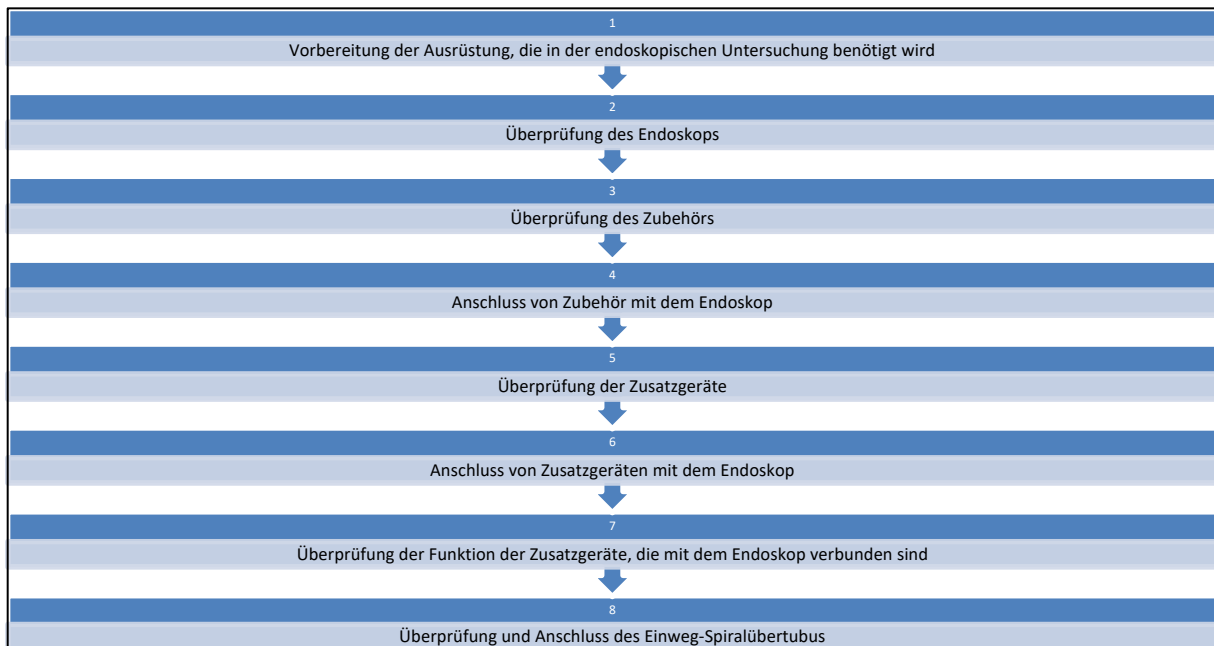 1
Vorbereitung der Ausrüstung, die in der endoskopischen Untersuchung benötigt wird
2
Überprüfung des Endoskops
3
Überprüfung des Zubehörs
4
Anschluss von Zubehör mit dem Endoskop
5
Überprüfung der Zusatzgeräte
6
Anschluss von Zusatzgeräten mit dem Endoskop
7
Überprüfung der Funktion der Zusatzgeräte, die mit dem Endoskop verbunden sind
8
Überprüfung und Anschluss des Einweg-Spiralübertubus